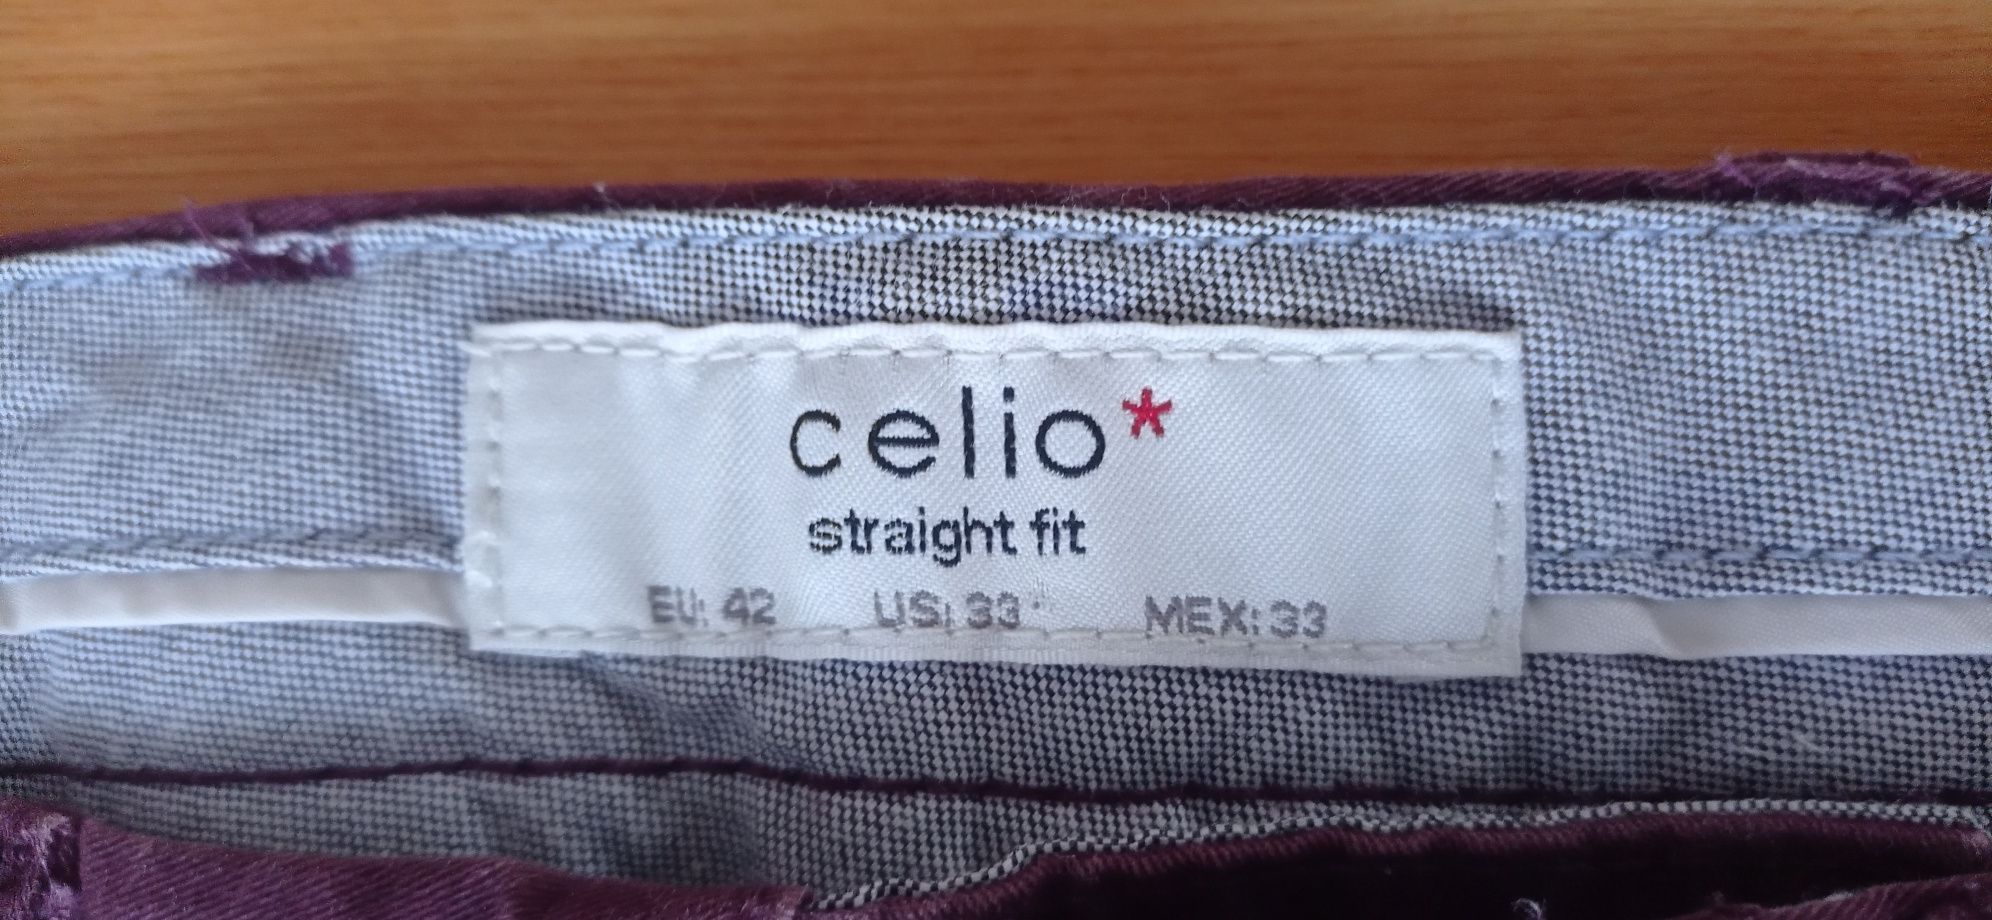 celio*
straight fit
EU: 42 US: 33 MEX: 33